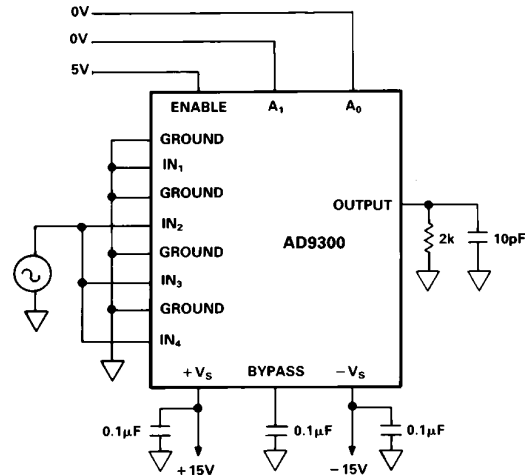 0V
0V
5V
ENABLE A₁ A₀
GROUND
IN₁
GROUND
IN₂
GROUND
IN₃
GROUND
IN₄
OUTPUT
AD9300
2k 10pF
+VS BYPASS −VS
0.1µF 0.1µF 0.1µF
+15V −15V